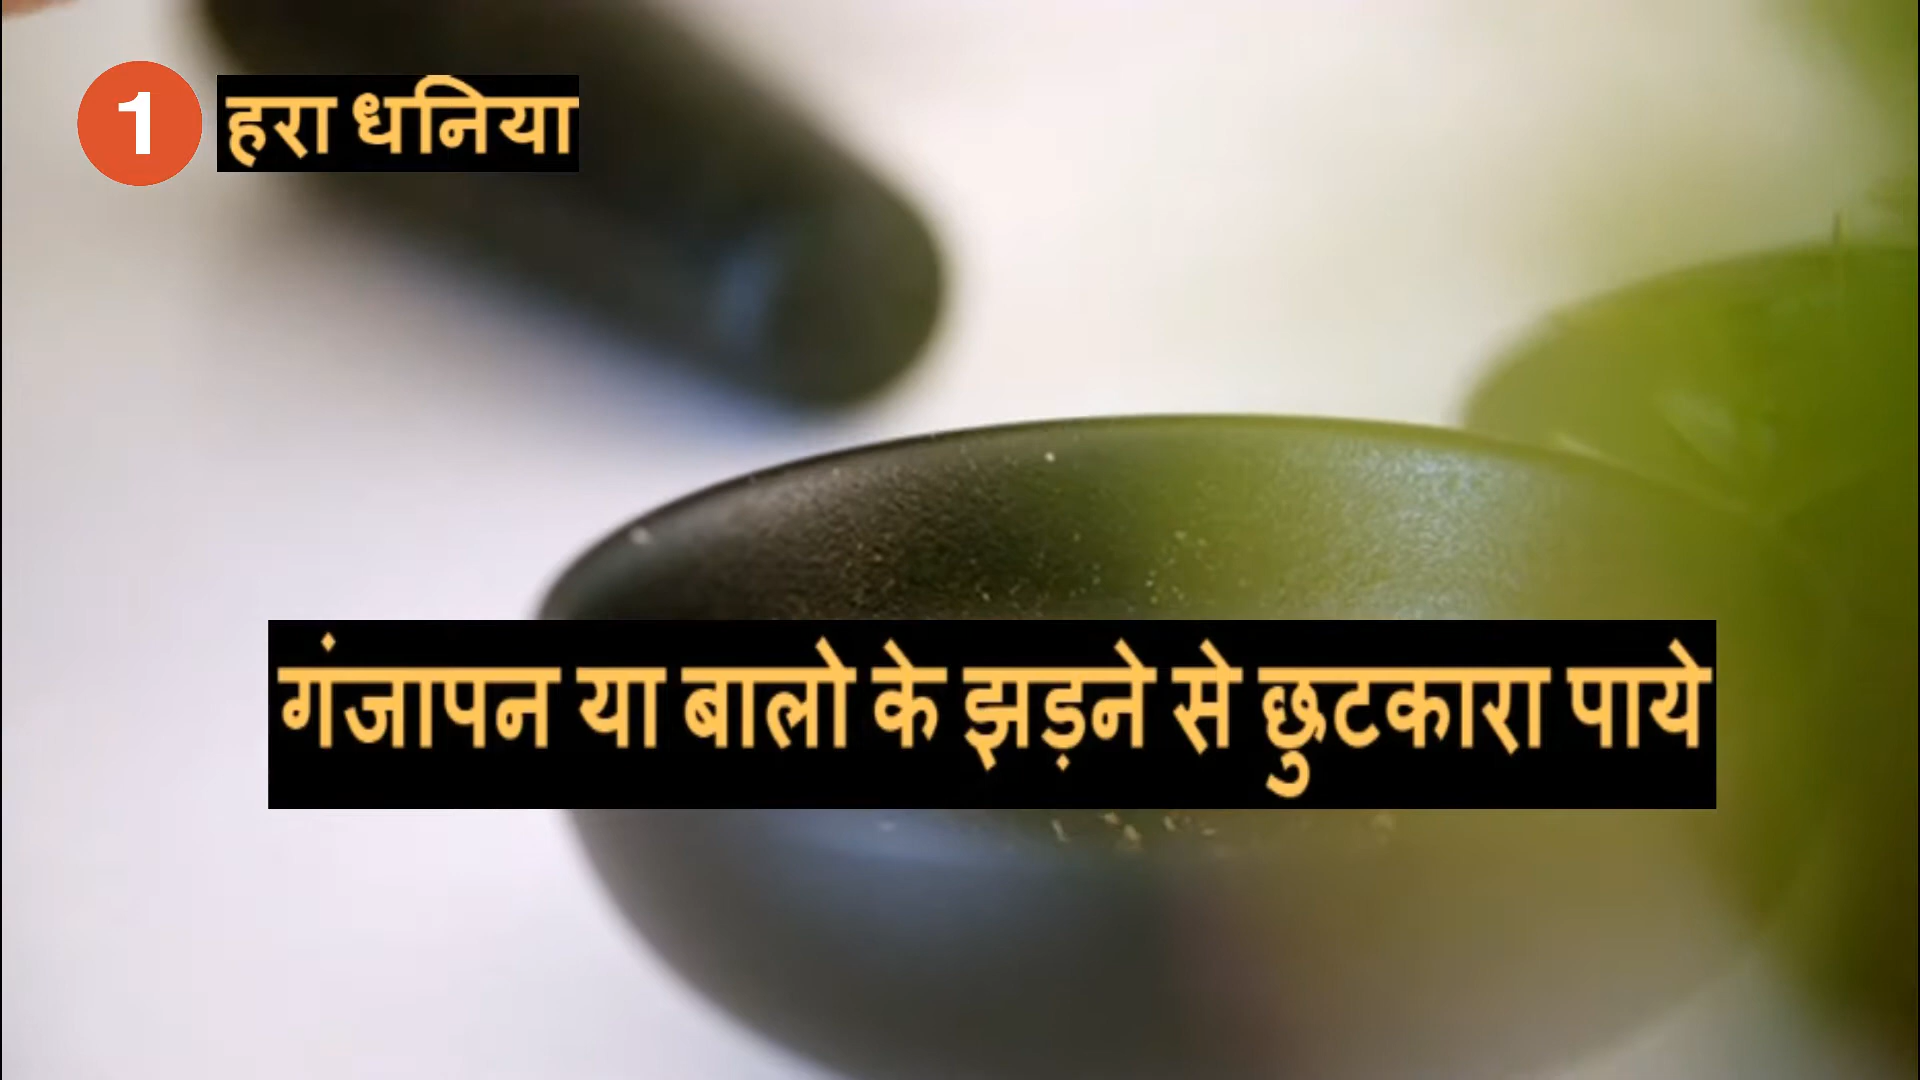 1 हरा धनिया
गंजापन या बालो के झड़ने से छुटकारा पाये